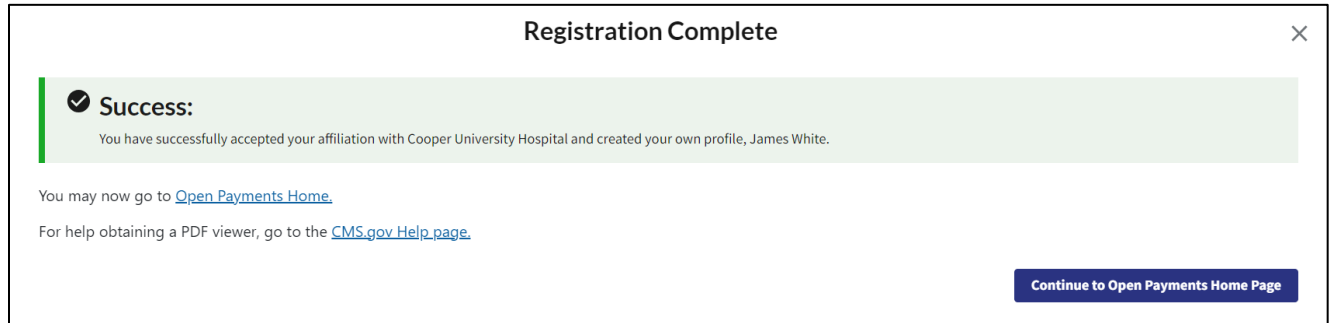 Registration Complete
Success:
You have successfully accepted your affiliation with Cooper University Hospital and created your own profile, James White.
You may now go to Open Payments Home.
For help obtaining a PDF viewer, go to the CMS.gov Help page.
Continue to Open Payments Home Page